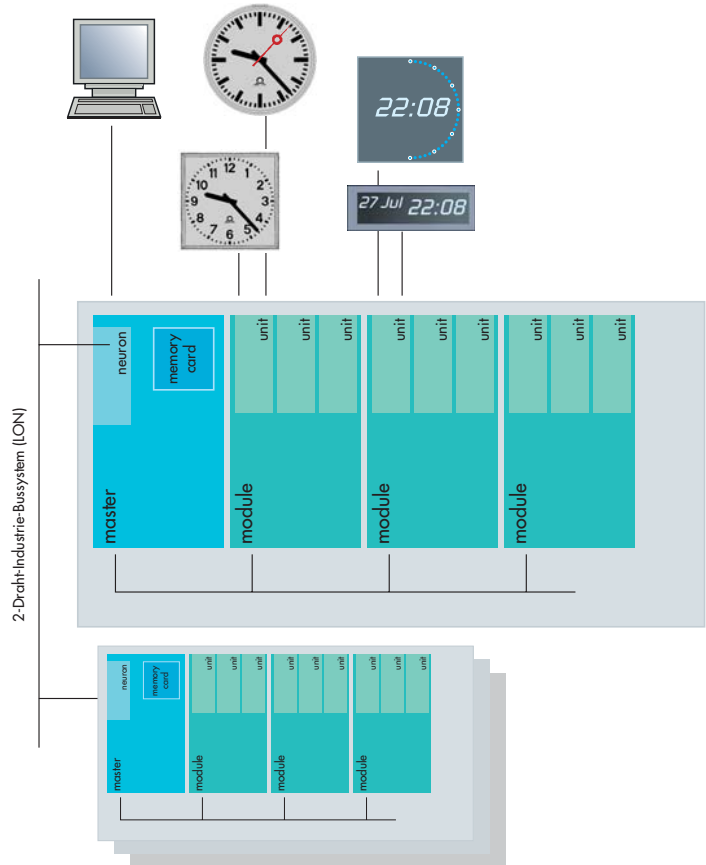 22:08
27 Jul 22:08
12
11
1
10
2
9
3
8
4
7
5
6
2-Draht-Industrie-Bussystem (LON)
neuron
memory
card
master
unit
unit
unit
module
unit
unit
unit
module
unit
unit
unit
module
neuron
memory
card
master
unit
unit
unit
module
unit
unit
unit
module
unit
unit
unit
module